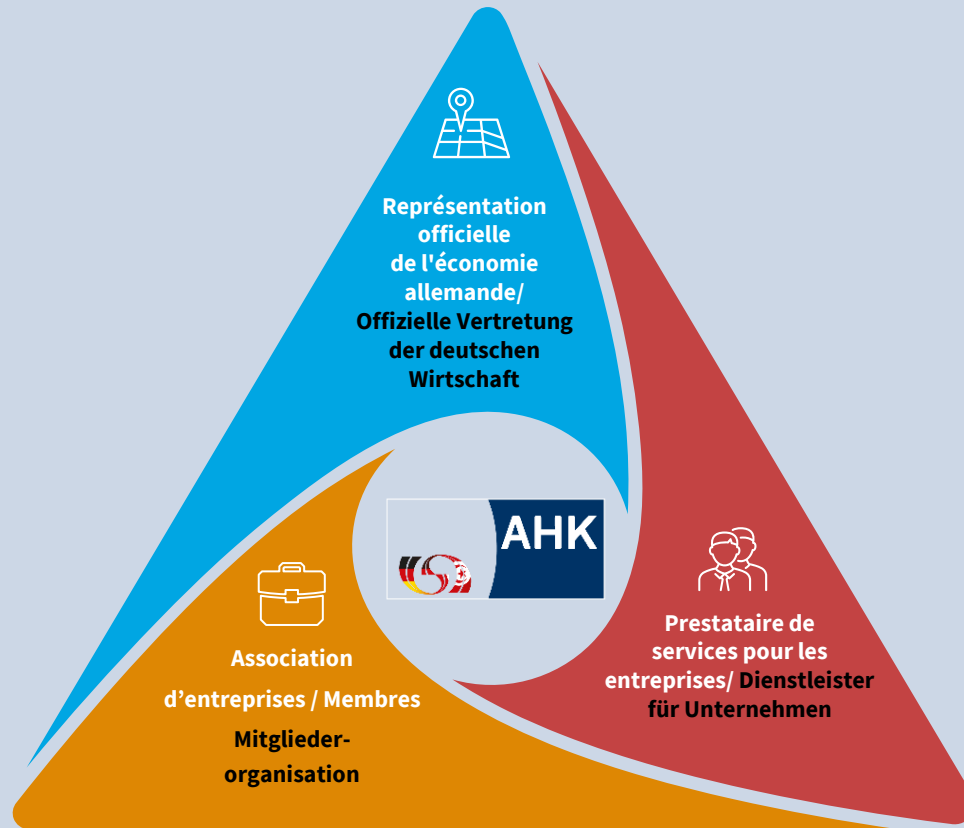 Représentation
officielle
de l'économie
allemande/
Offizielle Vertretung
der deutschen
Wirtschaft
AHK
Association
d’entreprises / Membres
Mitglieder-
organisation
Prestataire de
services pour les
entreprises/ Dienstleister
für Unternehmen